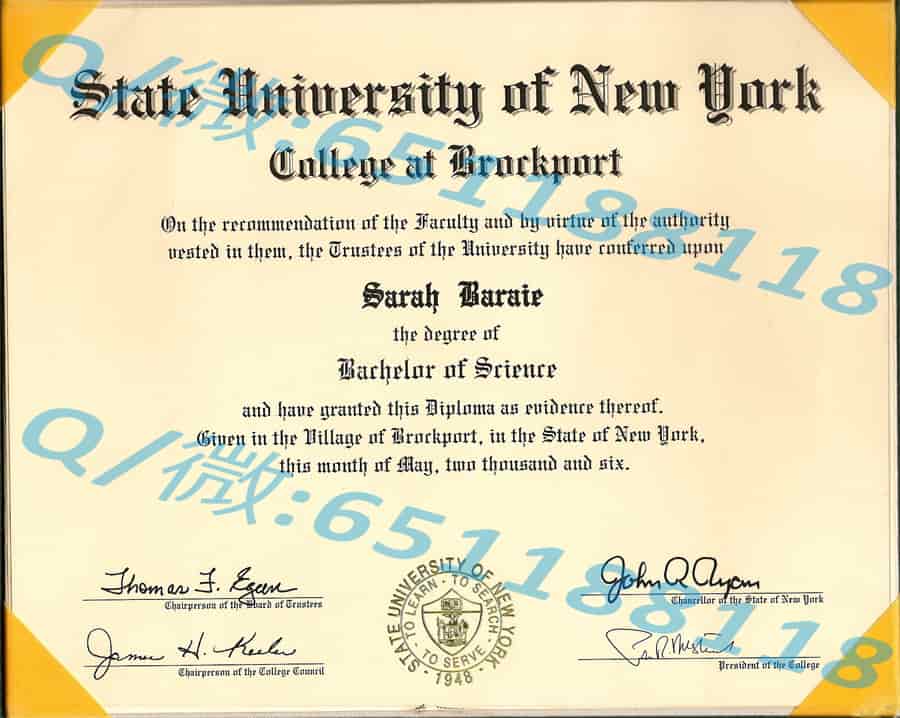 State University of New York
College at Brockport
On the recommendation of the Faculty and by virtue of the authority
vested in them, the Trustees of the University have conferred upon
Sarah Baraie
the degree of
Bachelor of Science
and have granted this Diploma as evidence thereof.
Given in the Village of Brockport, in the State of New York,
this month of May, two thousand and six.
Thomas F. Egan
Chairperson of the Board of Trustees
John R. Ryan
Chancellor of the State of New York
James H. Keeler
Chairperson of the College Council
President of the College
STATE UNIVERSITY OF NEW YORK
TO LEARN · TO SEARCH · TO SERVE
· 1948 ·
Q/微:651188118
Q/微:651188118